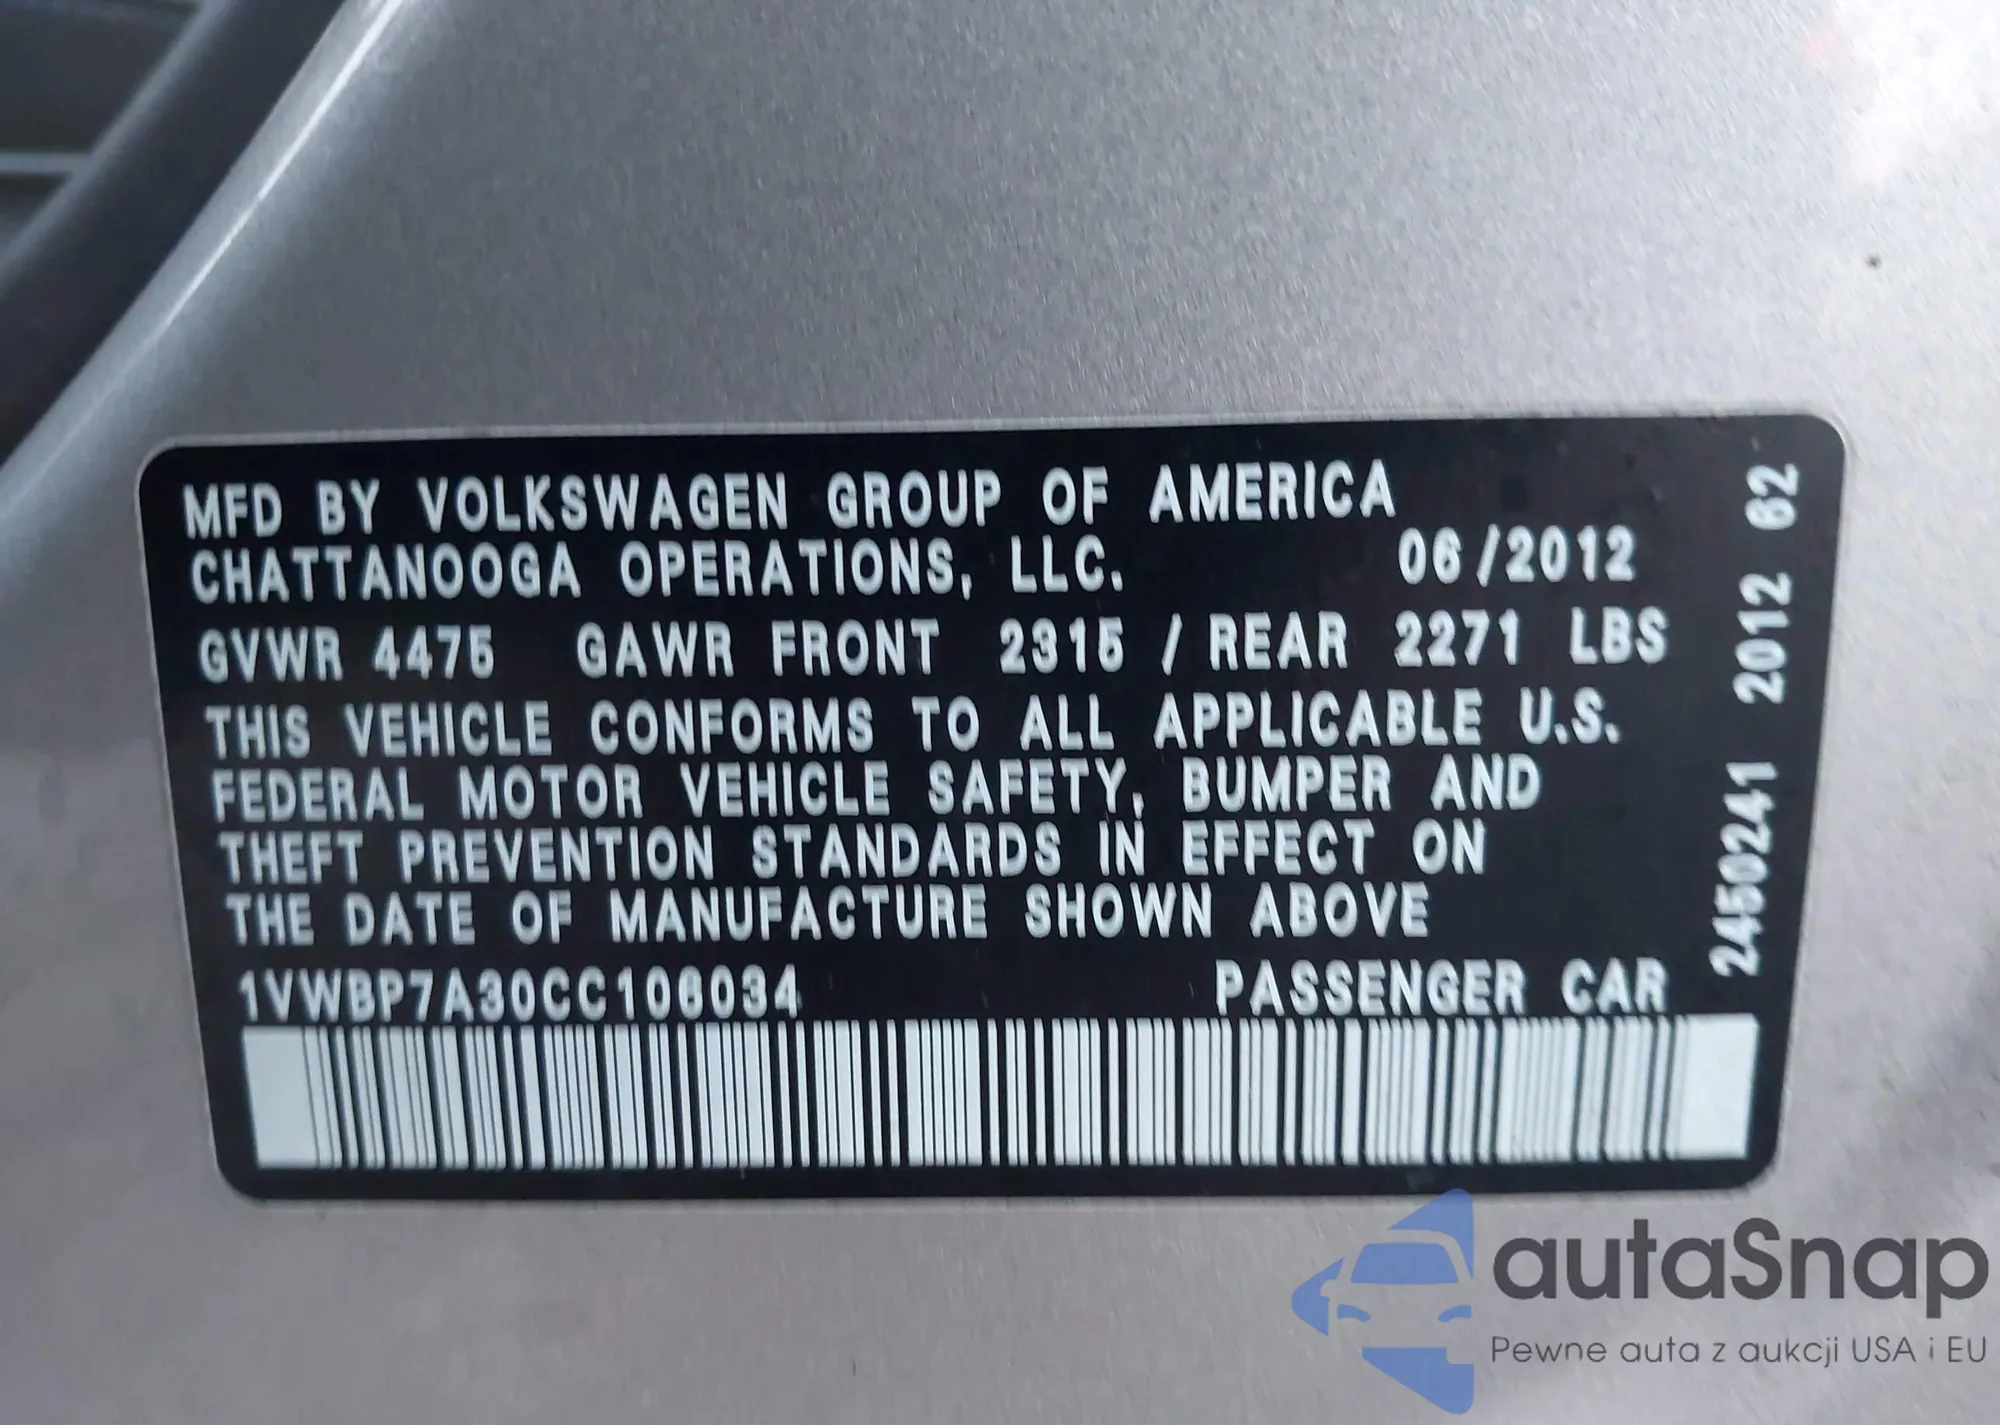 MFD BY VOLKSWAGEN GROUP OF AMERICA
CHATTANOOGA OPERATIONS, LLC. 06/2012
GVWR 4475 GAWR FRONT 2315 / REAR 2271 LBS
THIS VEHICLE CONFORMS TO ALL APPLICABLE U.S.
FEDERAL MOTOR VEHICLE SAFETY, BUMPER AND
THEFT PREVENTION STANDARDS IN EFFECT ON
THE DATE OF MANUFACTURE SHOWN ABOVE
1VWBP7A30CC106034 PASSENGER CAR
2450241 2012 62
autaSnap
Pewne auta z aukcji USA i EU